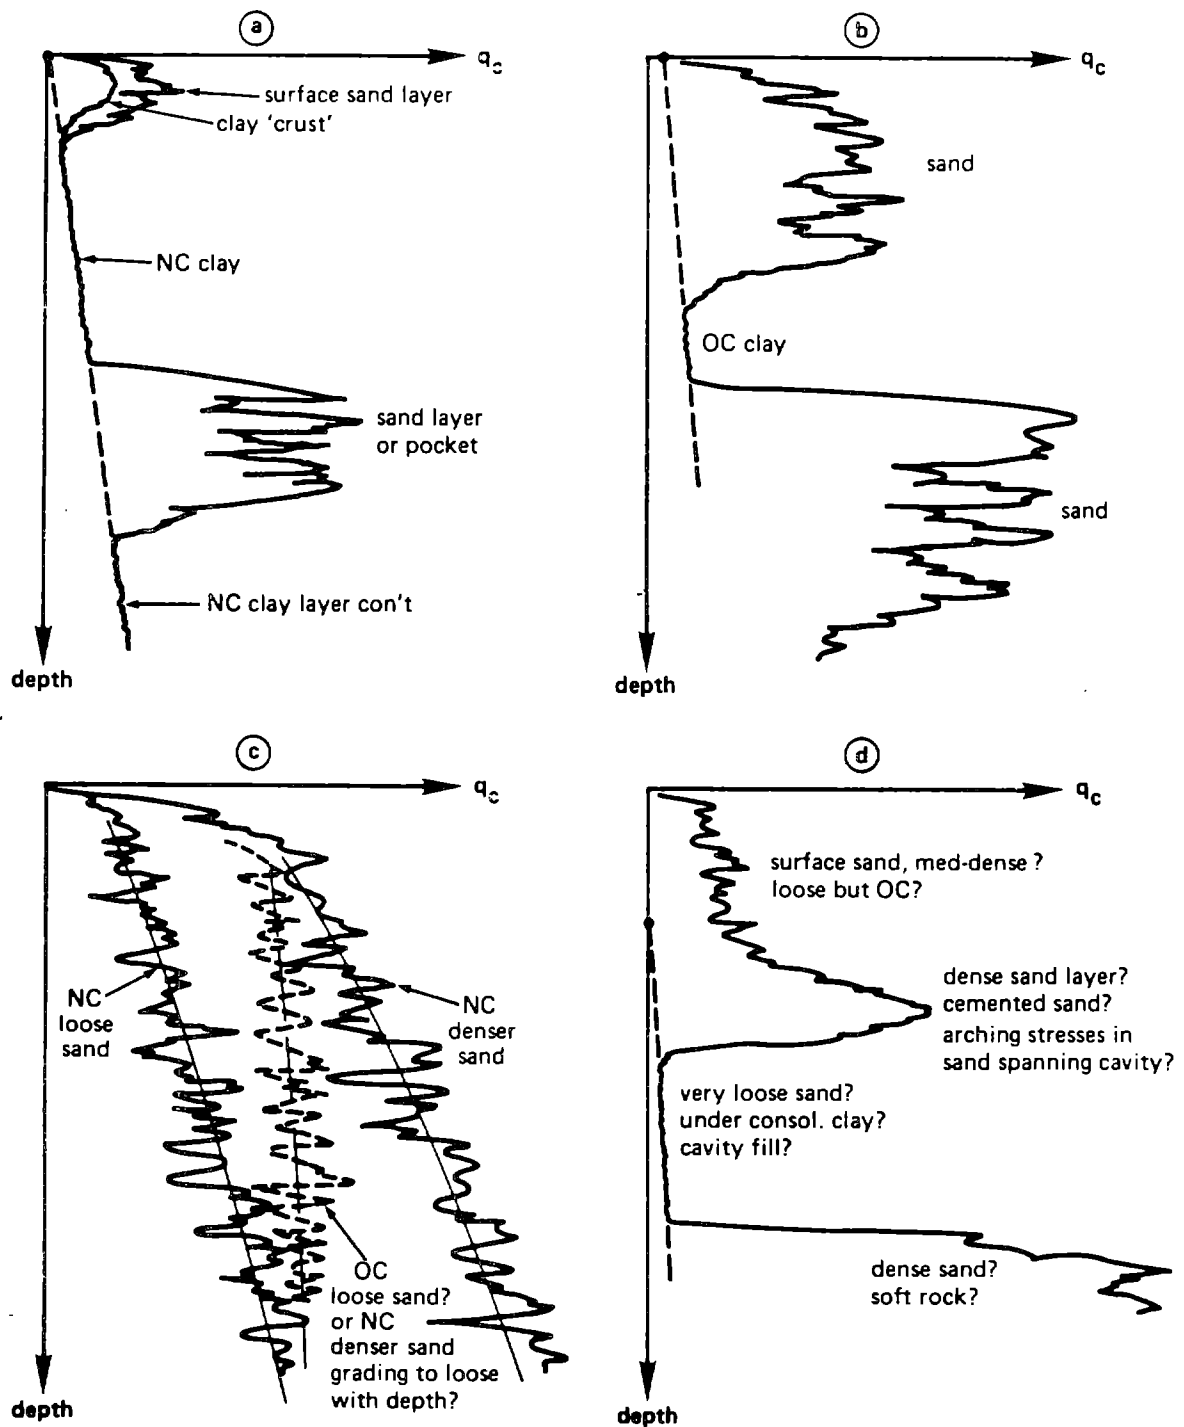 a
q_c
surface sand layer
clay 'crust'
NC clay
sand layer
or pocket
NC clay layer con't
depth
b
q_c
sand
OC clay
sand
depth
c
q_c
NC
loose
sand
NC
denser
sand
OC
loose sand?
or NC
denser sand
grading to loose
with depth?
depth
d
q_c
surface sand, med-dense ?
loose but OC?
dense sand layer?
cemented sand?
arching stresses in
sand spanning cavity?
very loose sand?
under consol. clay?
cavity fill?
dense sand?
soft rock?
depth